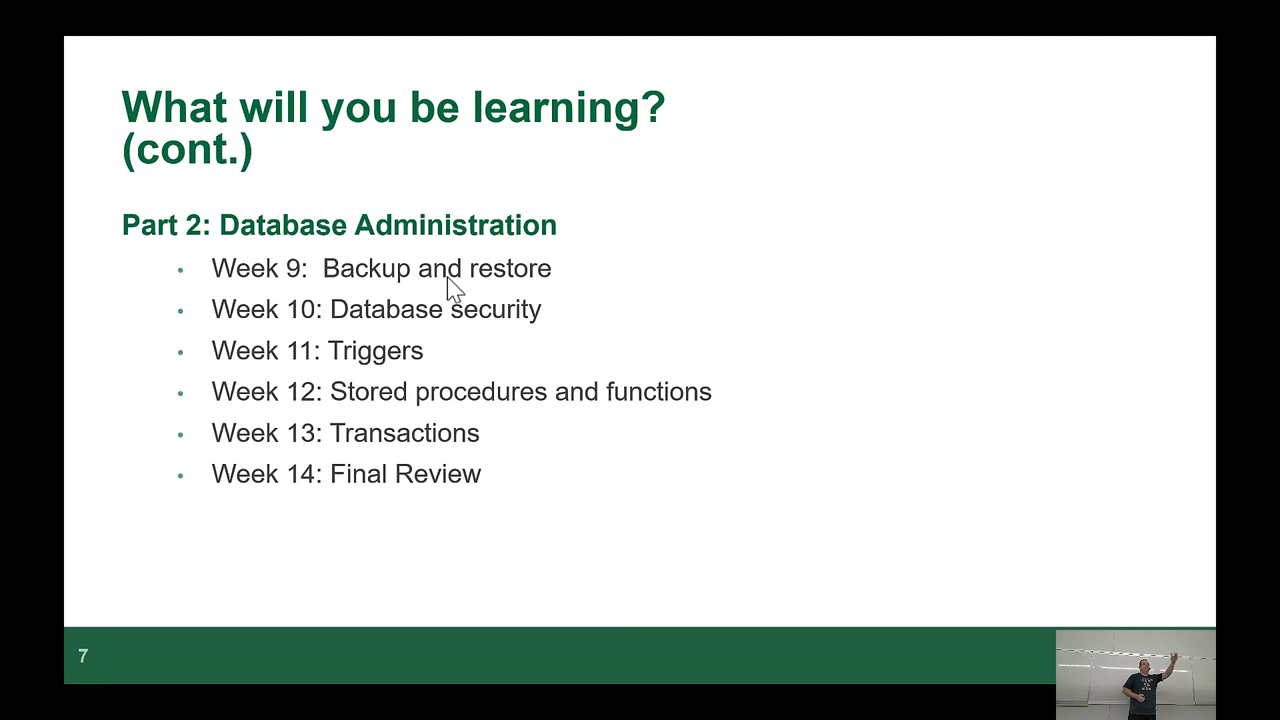 What will you be learning?
(cont.)
Part 2: Database Administration
• Week 9: Backup and restore
• Week 10: Database security
• Week 11: Triggers
• Week 12: Stored procedures and functions
• Week 13: Transactions
• Week 14: Final Review
7